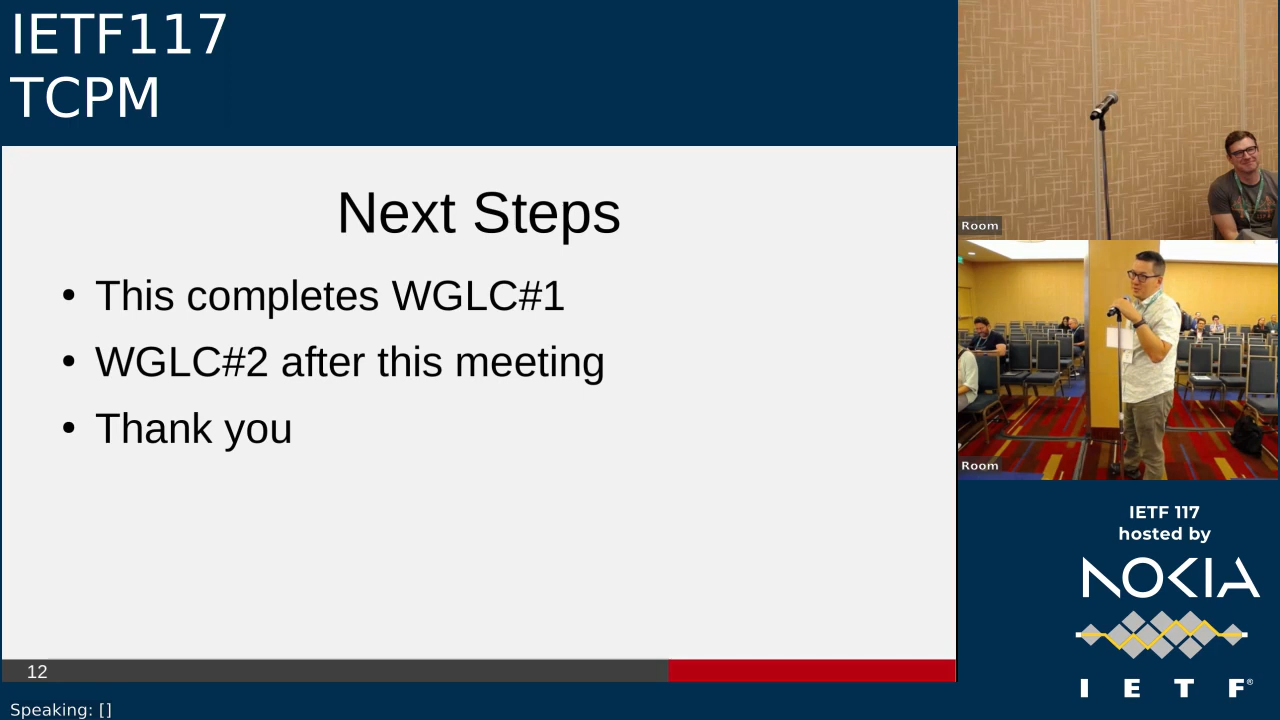 IETF117
TCPM
Next Steps
• This completes WGLC#1
• WGLC#2 after this meeting
• Thank you
12
Room
Room
IETF 117
hosted by
NOKIA
I E T F®
Speaking: []